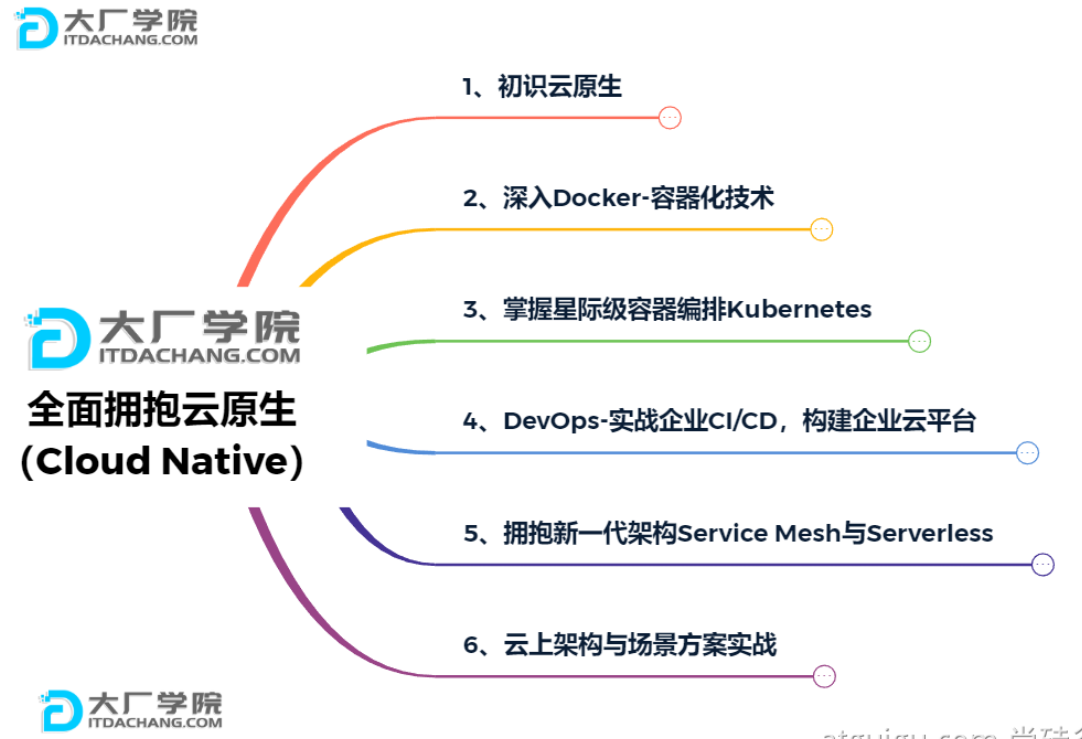 大厂学院
ITDACHANG.COM
1、初识云原生
2、深入Docker-容器化技术
3、掌握星际级容器编排Kubernetes
大厂学院
ITDACHANG.COM
全面拥抱云原生
（Cloud Native）
4、DevOps-实战企业CI/CD，构建企业云平台
5、拥抱新一代架构Service Mesh与Serverless
6、云上架构与场景方案实战
大厂学院
ITDACHANG.COM